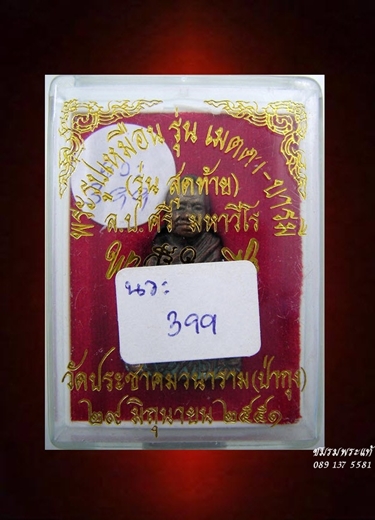 พระรูปเหมือน รุ่น เมตตา-บารมี
(รุ่น สุดท้าย)
ล.ป. ศรี มหาวีโร
นวะ
399
วัดประชาคมวนาราม(ป่ากุง)
๒๙ มิถุนายน ๒๕๕๑
ชมรมพระแท้
089 137 5581